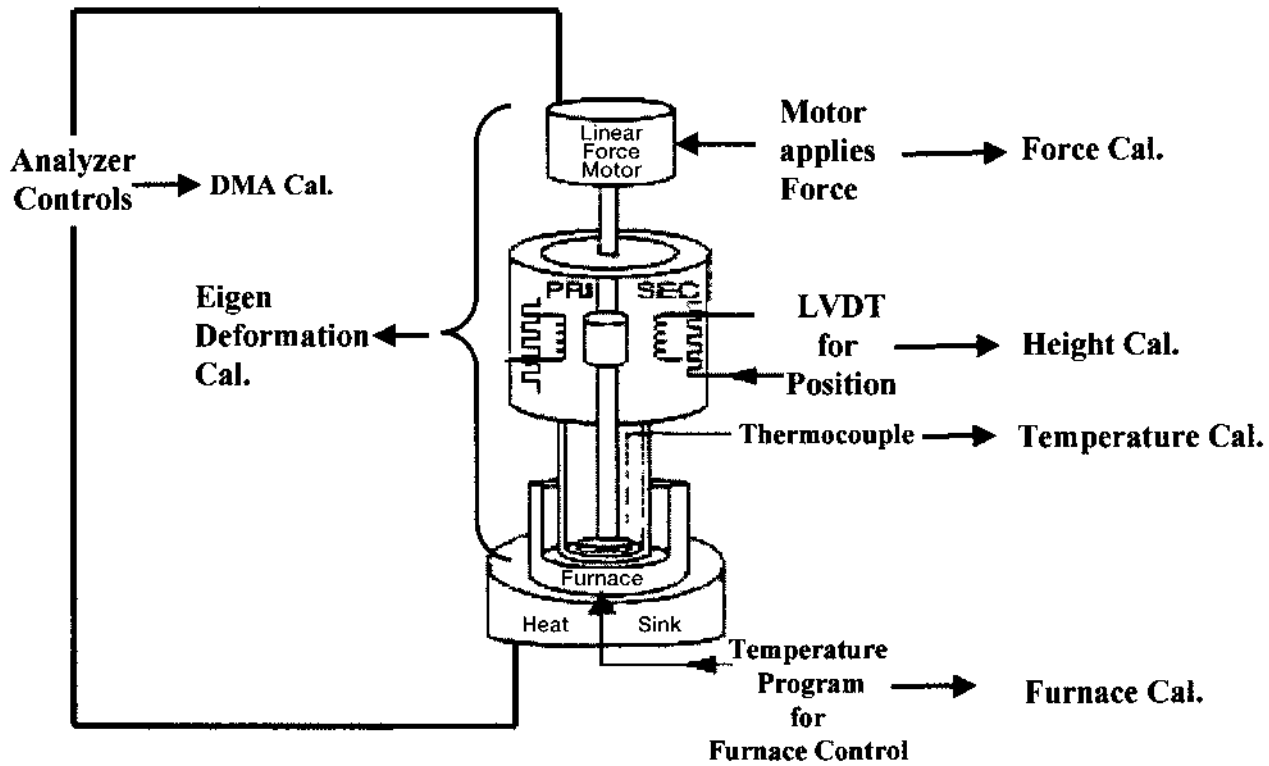 Linear
Force
Motor
Motor
applies
Force
Force Cal.
Analyzer
Controls
DMA Cal.
PRI
SEC
Eigen
Deformation
Cal.
LVDT
for
Position
Height Cal.
Thermocouple
Temperature Cal.
Furnace
Heat
Sink
Temperature
Program
for
Furnace Control
Furnace Cal.